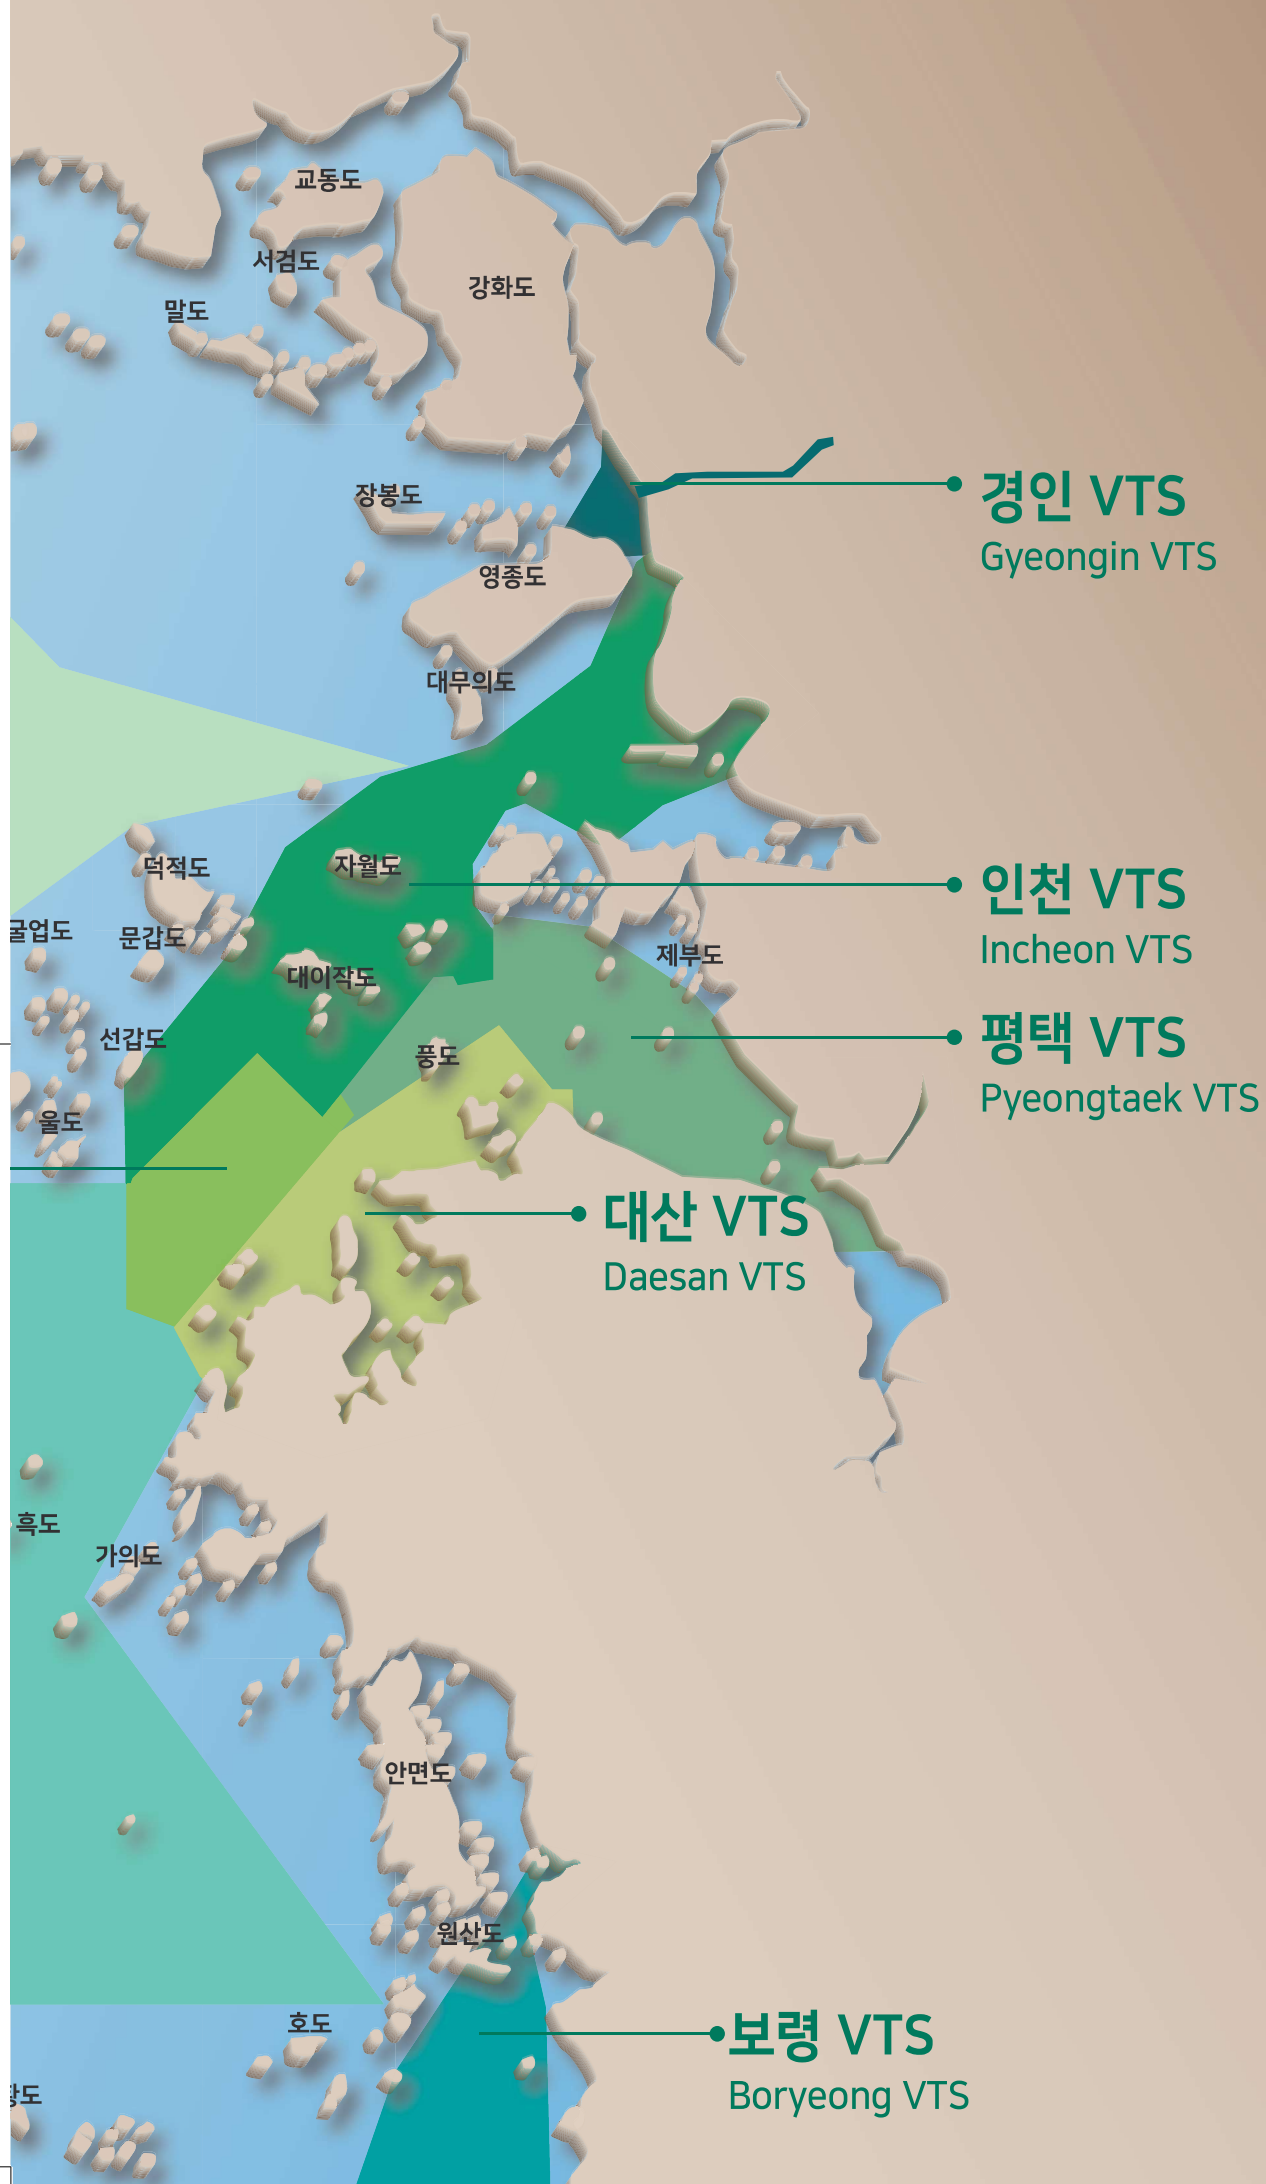 교동도
서검도
강화도
말도
경인 VTS
Gyeongin VTS
장봉도
영종도
대무의도
덕적도
자월도
인천 VTS
Incheon VTS
굴업도
문갑도
제부도
대이작도
평택 VTS
Pyeongtaek VTS
선갑도
풍도
울도
대산 VTS
Daesan VTS
흑도
가의도
안면도
원산도
호도
보령 VTS
Boryeong VTS